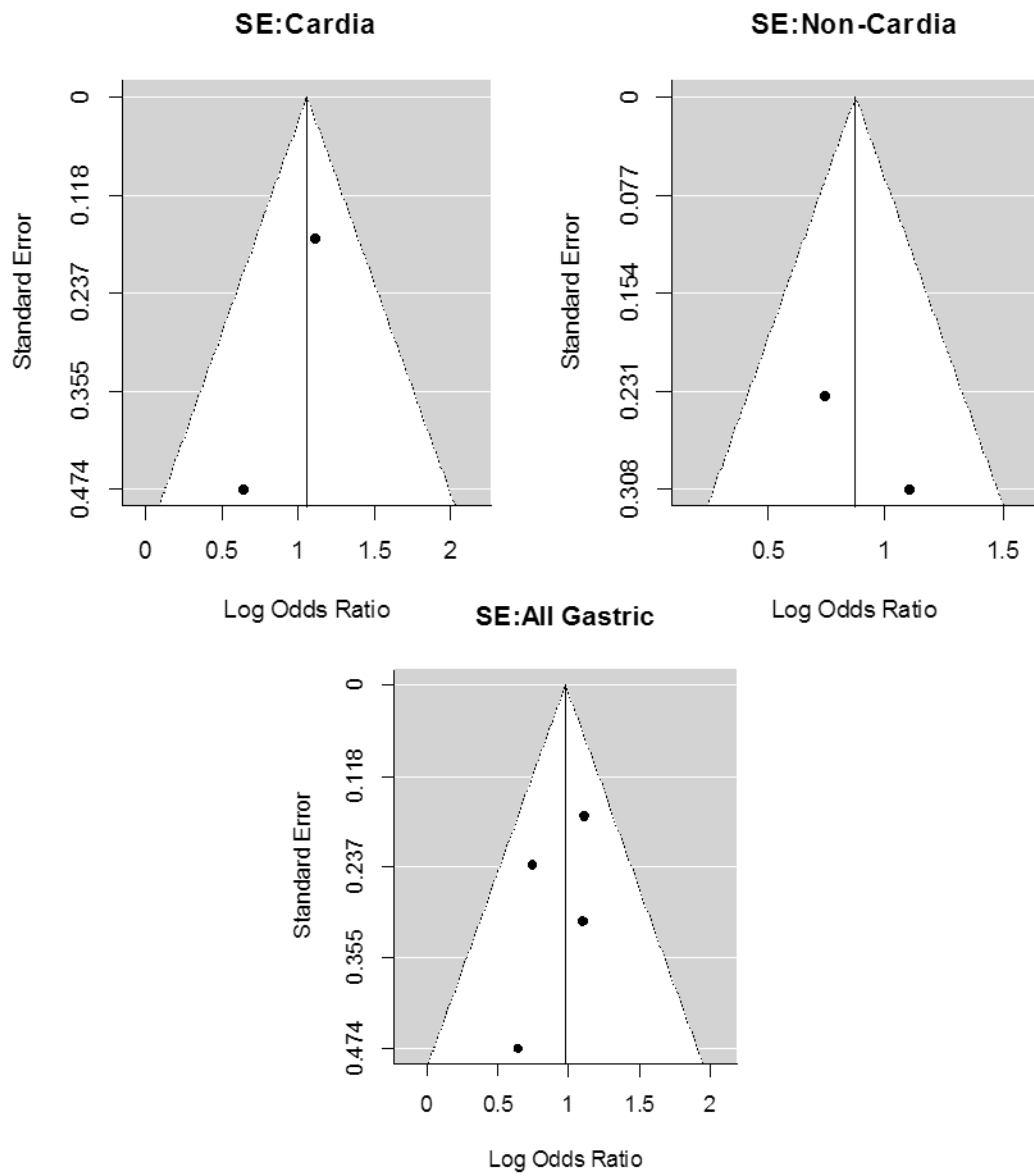 SE:Cardia
Standard Error
0
0.118
0.237
0.355
0.474
0 0.5 1 1.5 2
Log Odds Ratio
SE:Non-Cardia
Standard Error
0
0.077
0.154
0.231
0.308
0.5 1 1.5
Log Odds Ratio
SE:All Gastric
Standard Error
0
0.118
0.237
0.355
0.474
0 0.5 1 1.5 2
Log Odds Ratio